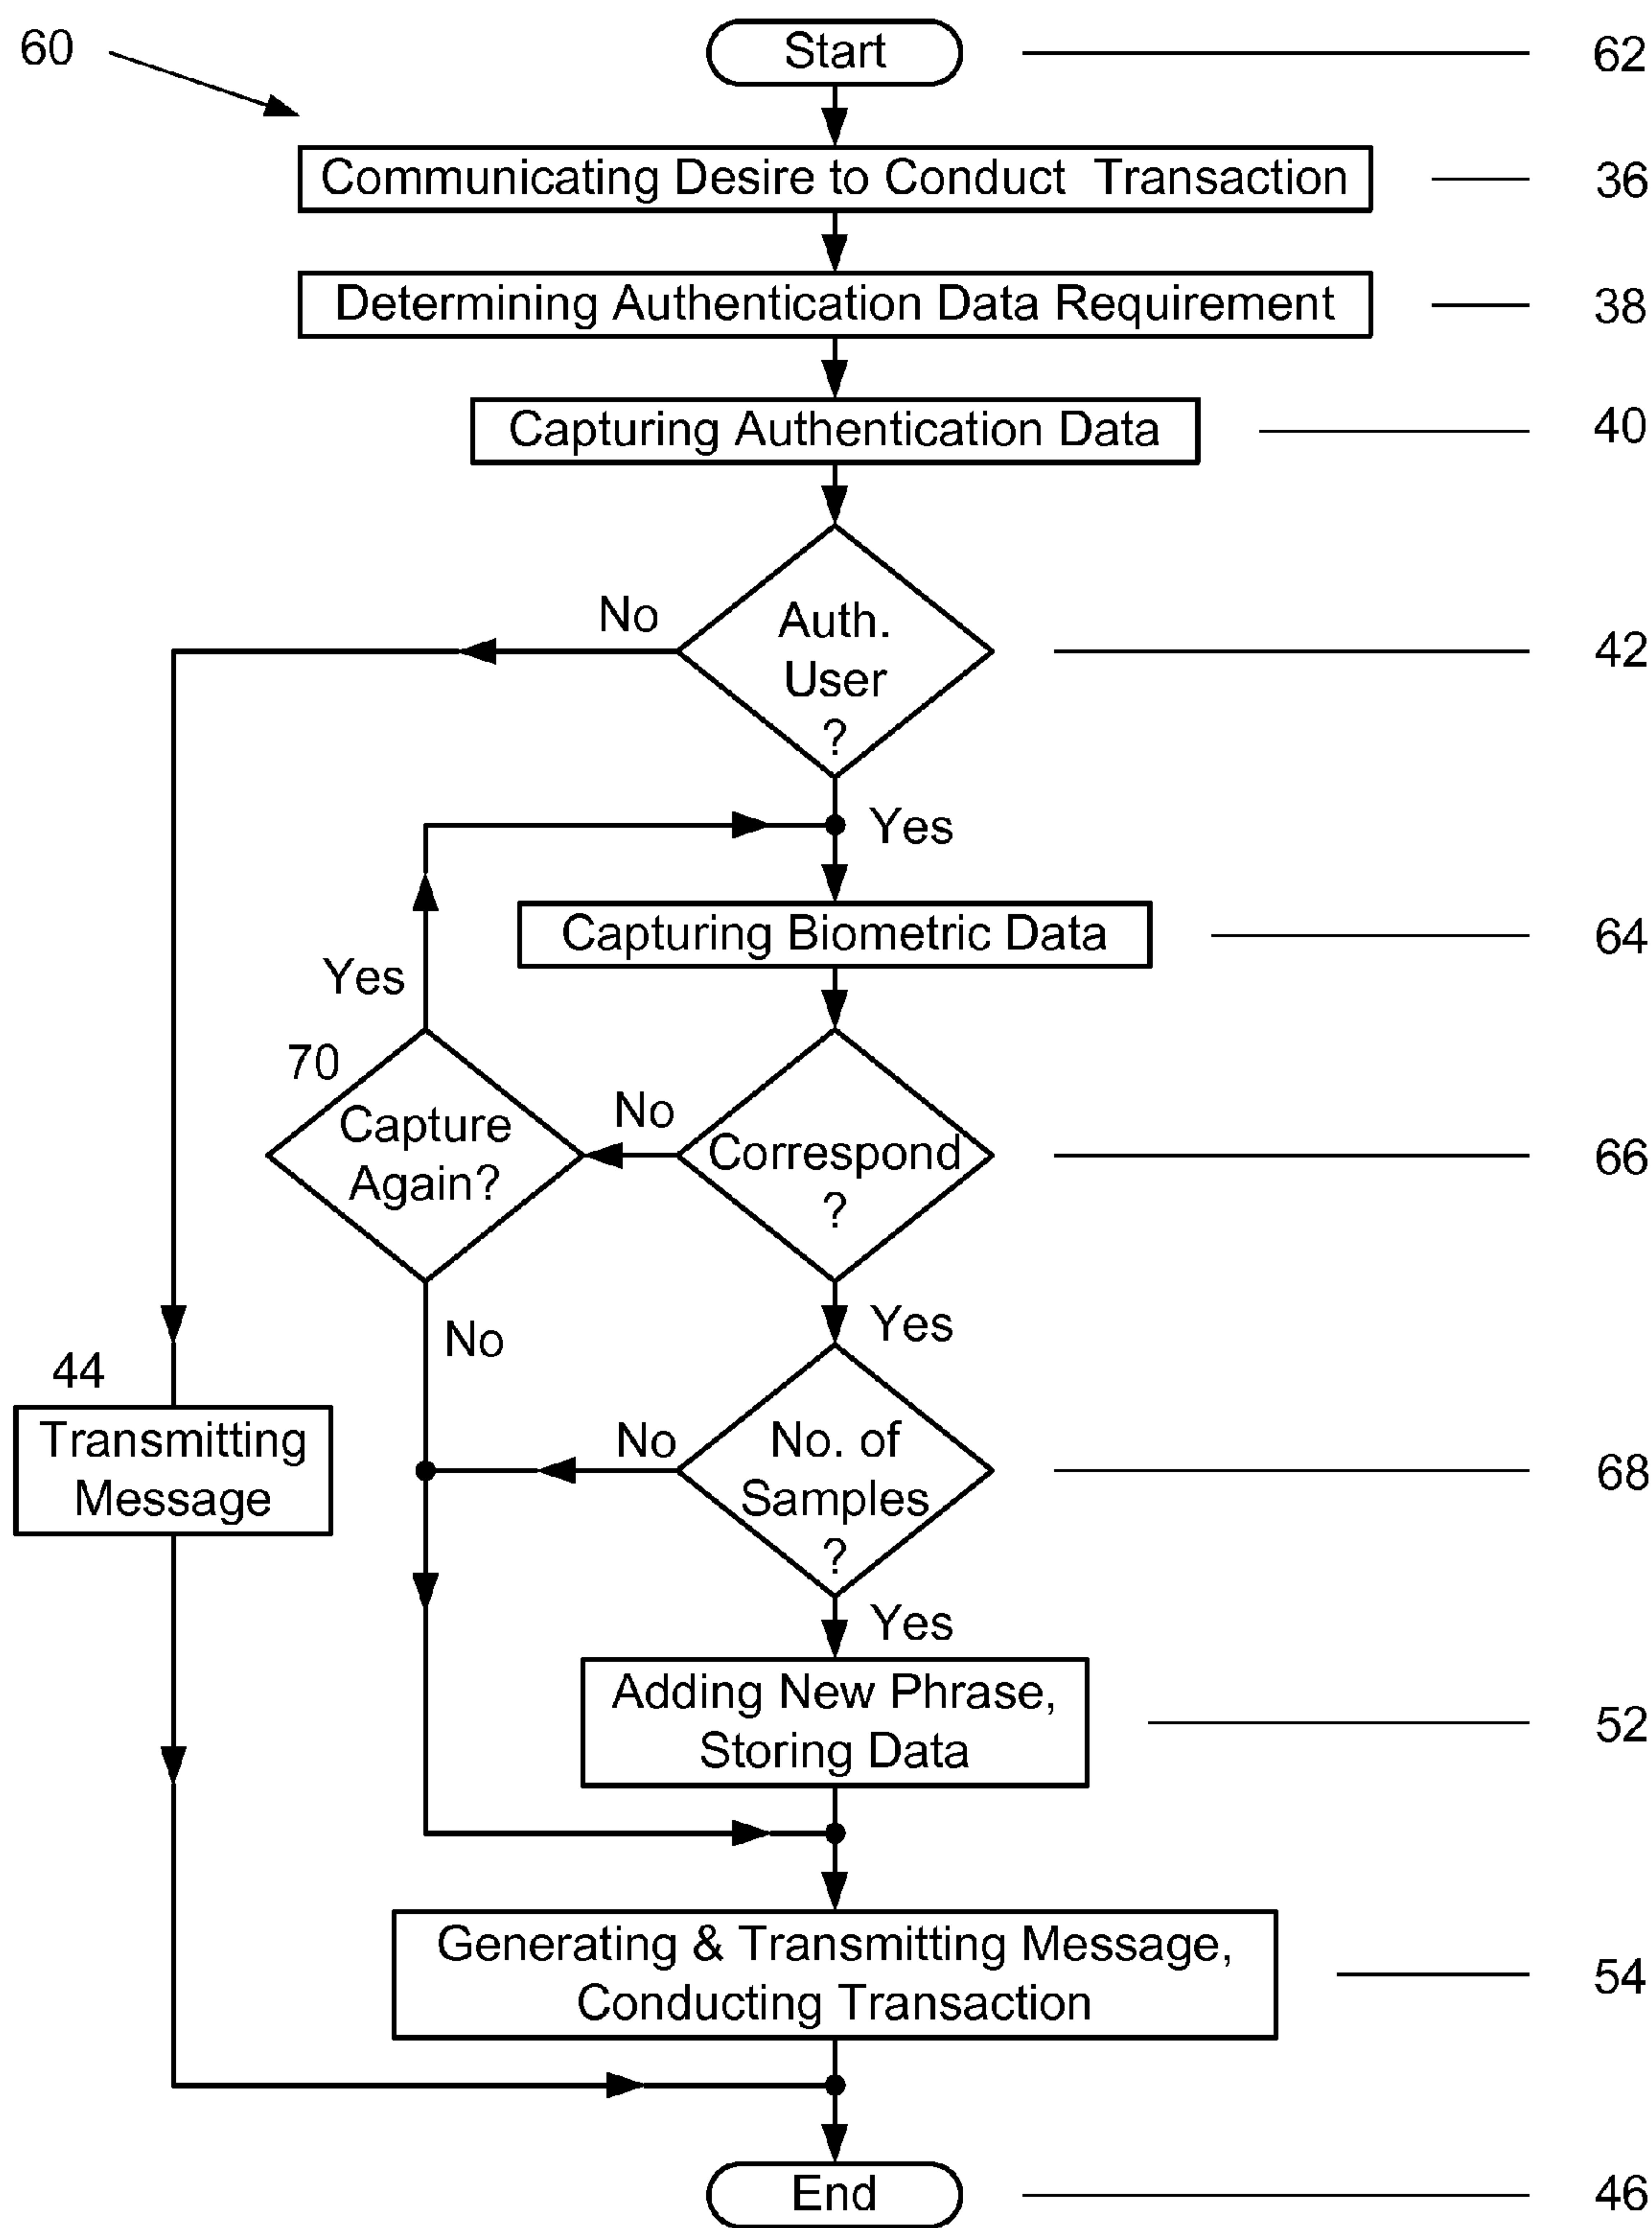 60
Start
62
Communicating Desire to Conduct Transaction
36
Determining Authentication Data Requirement
38
Capturing Authentication Data
40
No
Auth.
User
?
42
Yes
Capturing Biometric Data
64
Yes
70
Capture
Again?
No
Correspond
?
66
Yes
No
44
Transmitting
Message
No
No. of
Samples
?
68
Yes
Adding New Phrase,
Storing Data
52
Generating & Transmitting Message,
Conducting Transaction
54
End
46